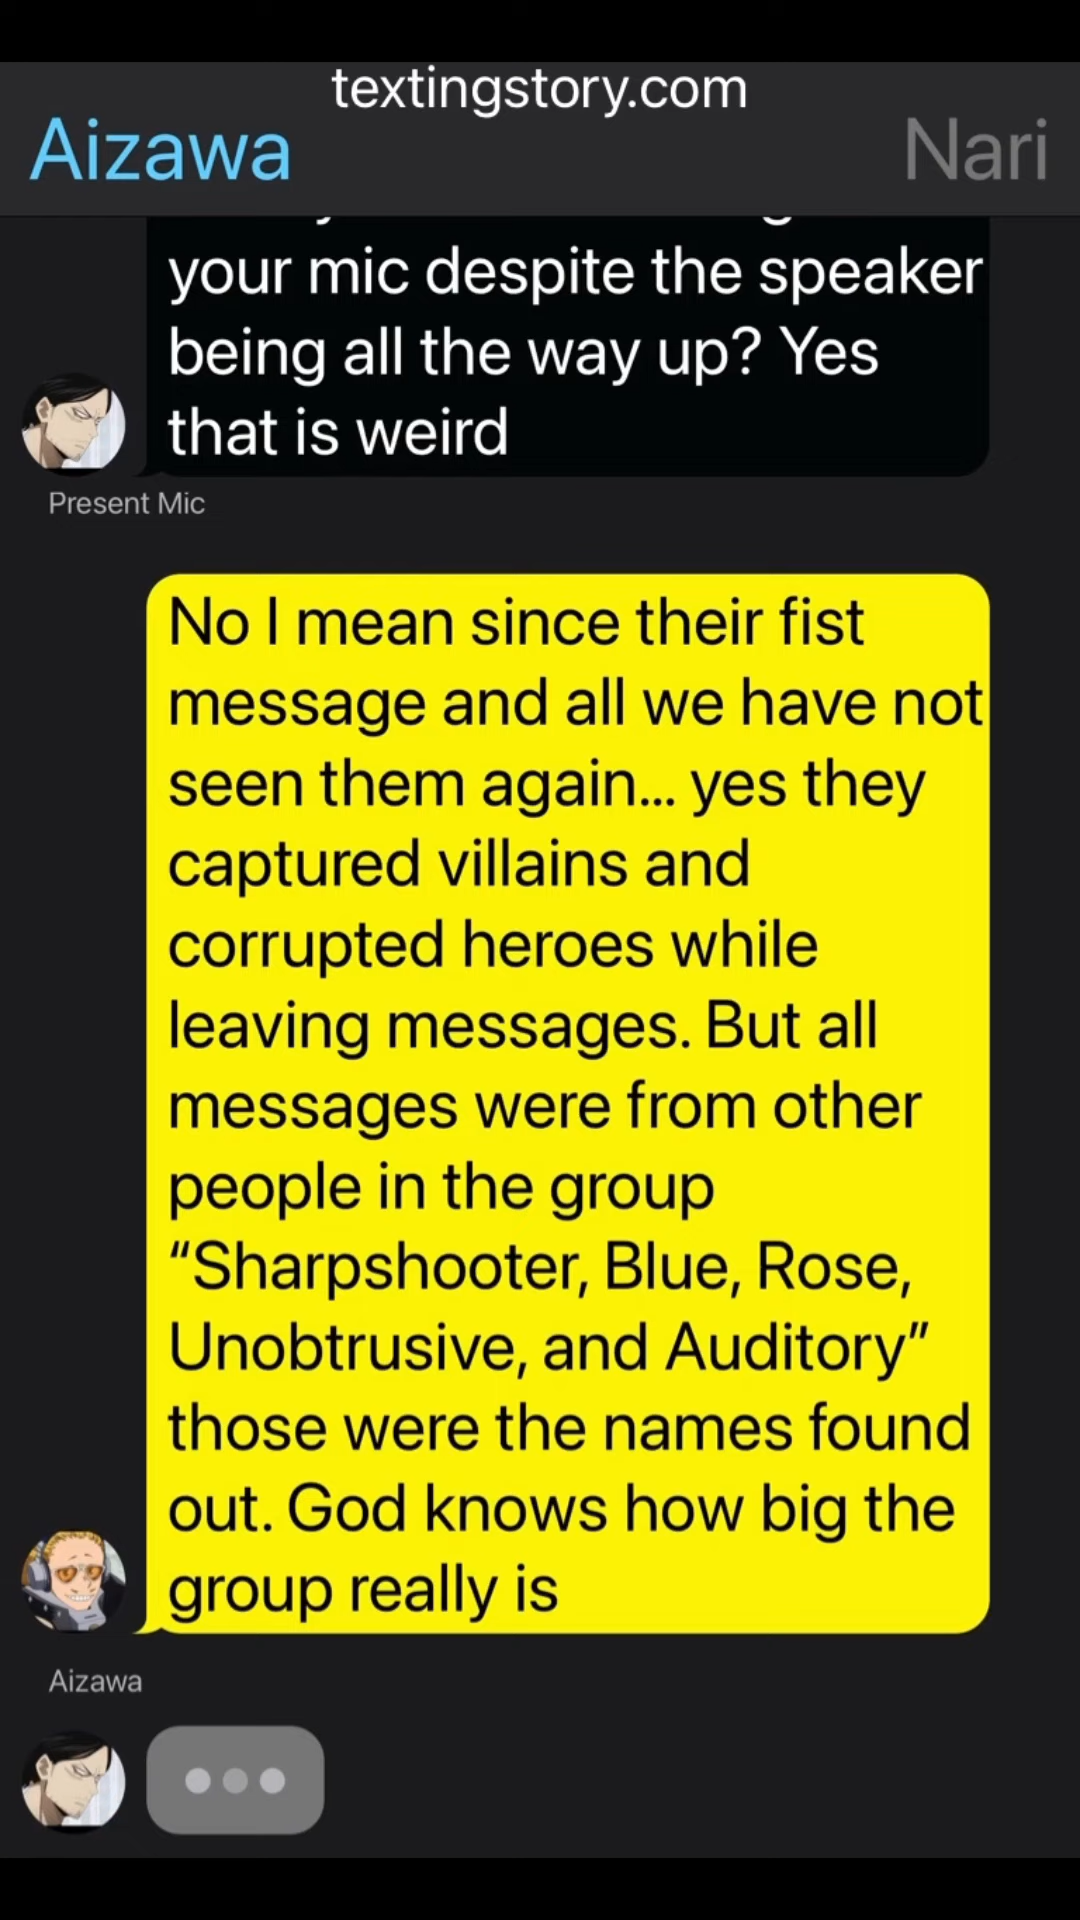 textingstory.com
Aizawa
Nari
your mic despite the speaker
being all the way up? Yes
that is weird
Present Mic
No I mean since their fist
message and all we have not
seen them again... yes they
captured villains and
corrupted heroes while
leaving messages. But all
messages were from other
people in the group
“Sharpshooter, Blue, Rose,
Unobtrusive, and Auditory”
those were the names found
out. God knows how big the
group really is
Aizawa